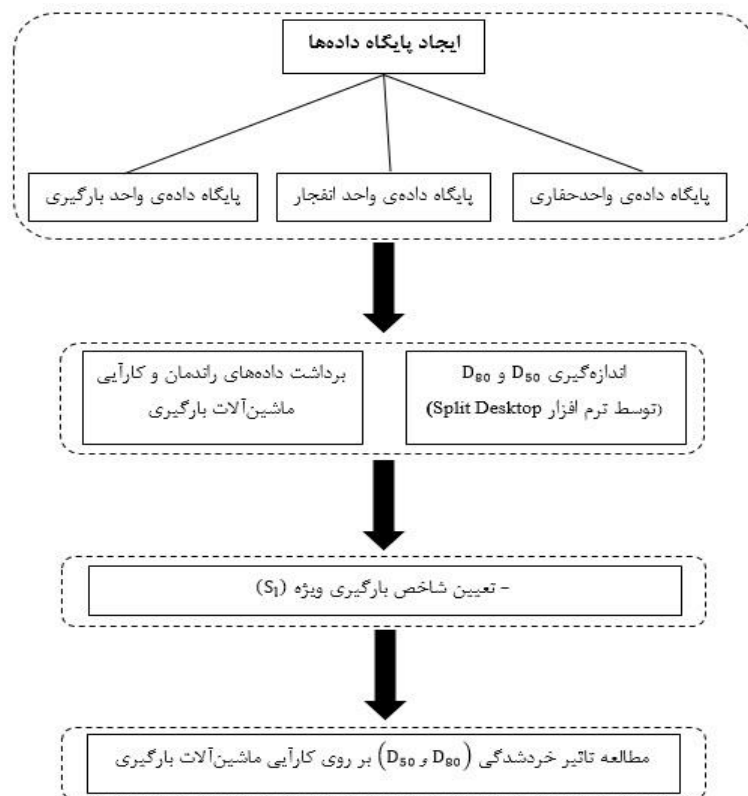 ایجاد پایگاه داده‌ها
پایگاه داده‌ی واحدحفاری
پایگاه داده‌ی واحد انفجار
پایگاه داده‌ی واحد بارگیری
اندازه‌گیری D₅₀ و D₈₀
(توسط ترم افزار Split Desktop)
برداشت داده‌های راندمان و کارآیی
ماشین‌آلات بارگیری
- تعیین شاخص بارگیری ویژه (S₁)
مطالعه تاثیر خردشدگی (D₈₀ و D₅₀) بر روی کارآیی ماشین‌آلات بارگیری